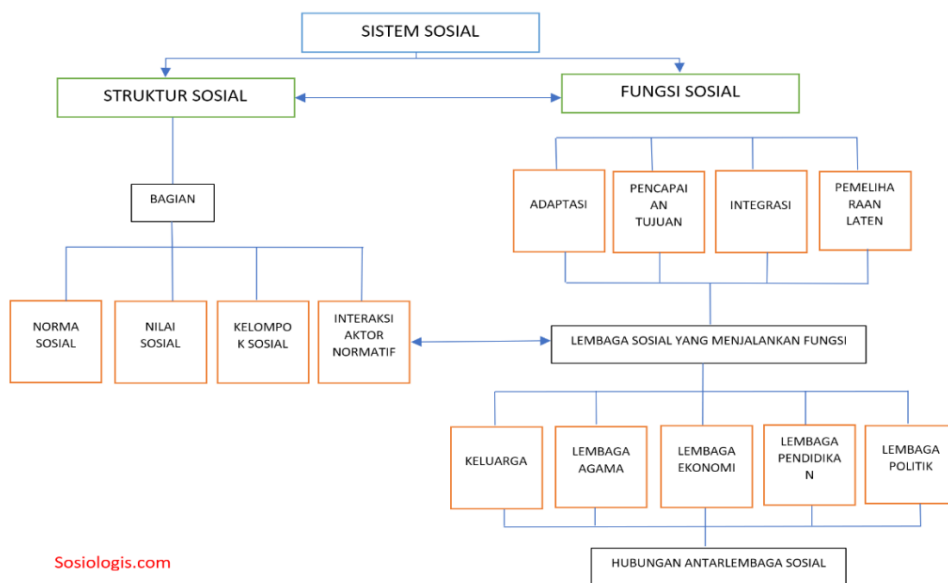 SISTEM SOSIAL
STRUKTUR SOSIAL
FUNGSI SOSIAL
BAGIAN
ADAPTASI
PENCAPAI
AN
TUJUAN
INTEGRASI
PEMELIHA
RAAN
LATEN
NORMA
SOSIAL
NILAI
SOSIAL
KELOMPO
K SOSIAL
INTERAKSI
AKTOR
NORMATIF
LEMBAGA SOSIAL YANG MENJALANKAN FUNGSI
KELUARGA
LEMBAGA
AGAMA
LEMBAGA
EKONOMI
LEMBAGA
PENDIDIKA
N
LEMBAGA
POLITIK
HUBUNGAN ANTARLEMBAGA SOSIAL
Sosiologis.com